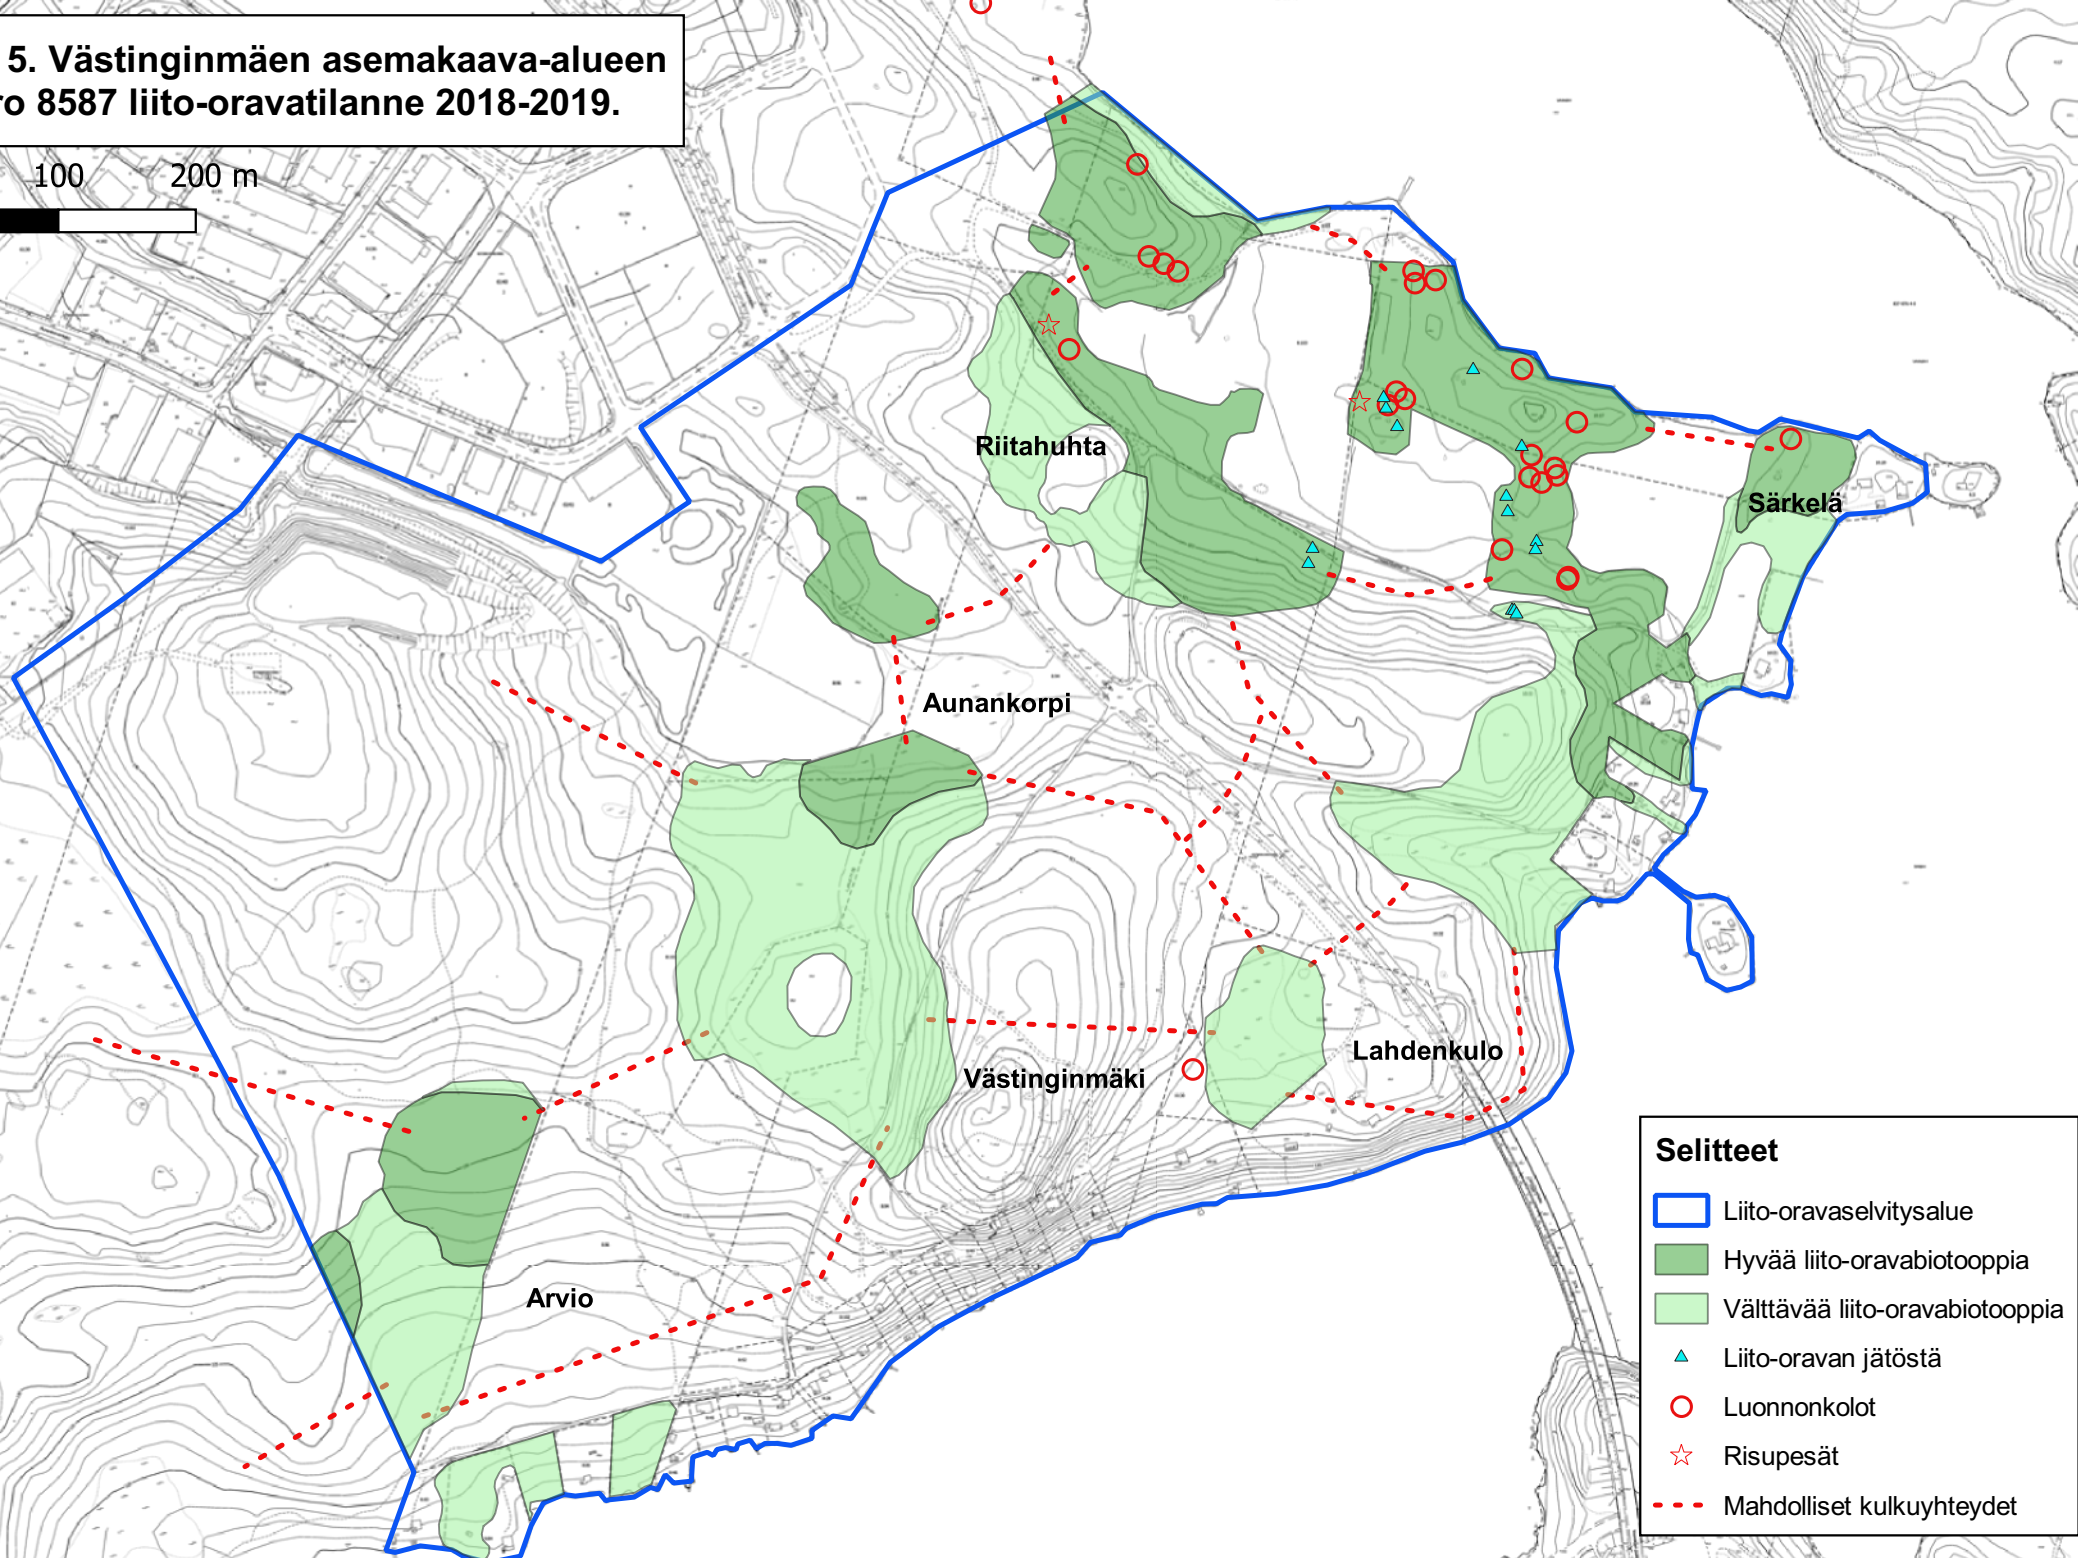 5. Västinginmäen asemakaava-alueen
ro 8587 liito-oravatilanne 2018-2019.
100 200 m
Riitahuhta
Särkelä
Aunankorpi
Lahdenkulo
Västinginmäki
Arvio
Selitteet
Liito-oravaselvitysalue
Hyvää liito-oravabiotooppia
Välttävää liito-oravabiotooppia
Liito-oravan jätöstä
Luonnonkolot
Risupesät
Mahdolliset kulkuyhteydet